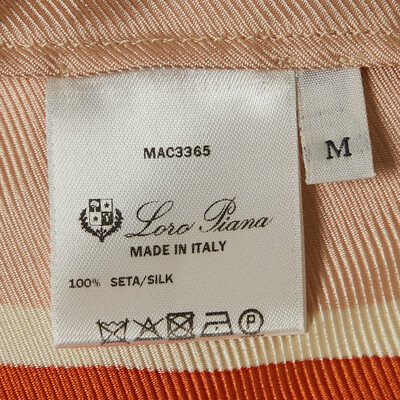 MAC3365
M
Loro Piana
MADE IN ITALY
100% SETA/SILK
P